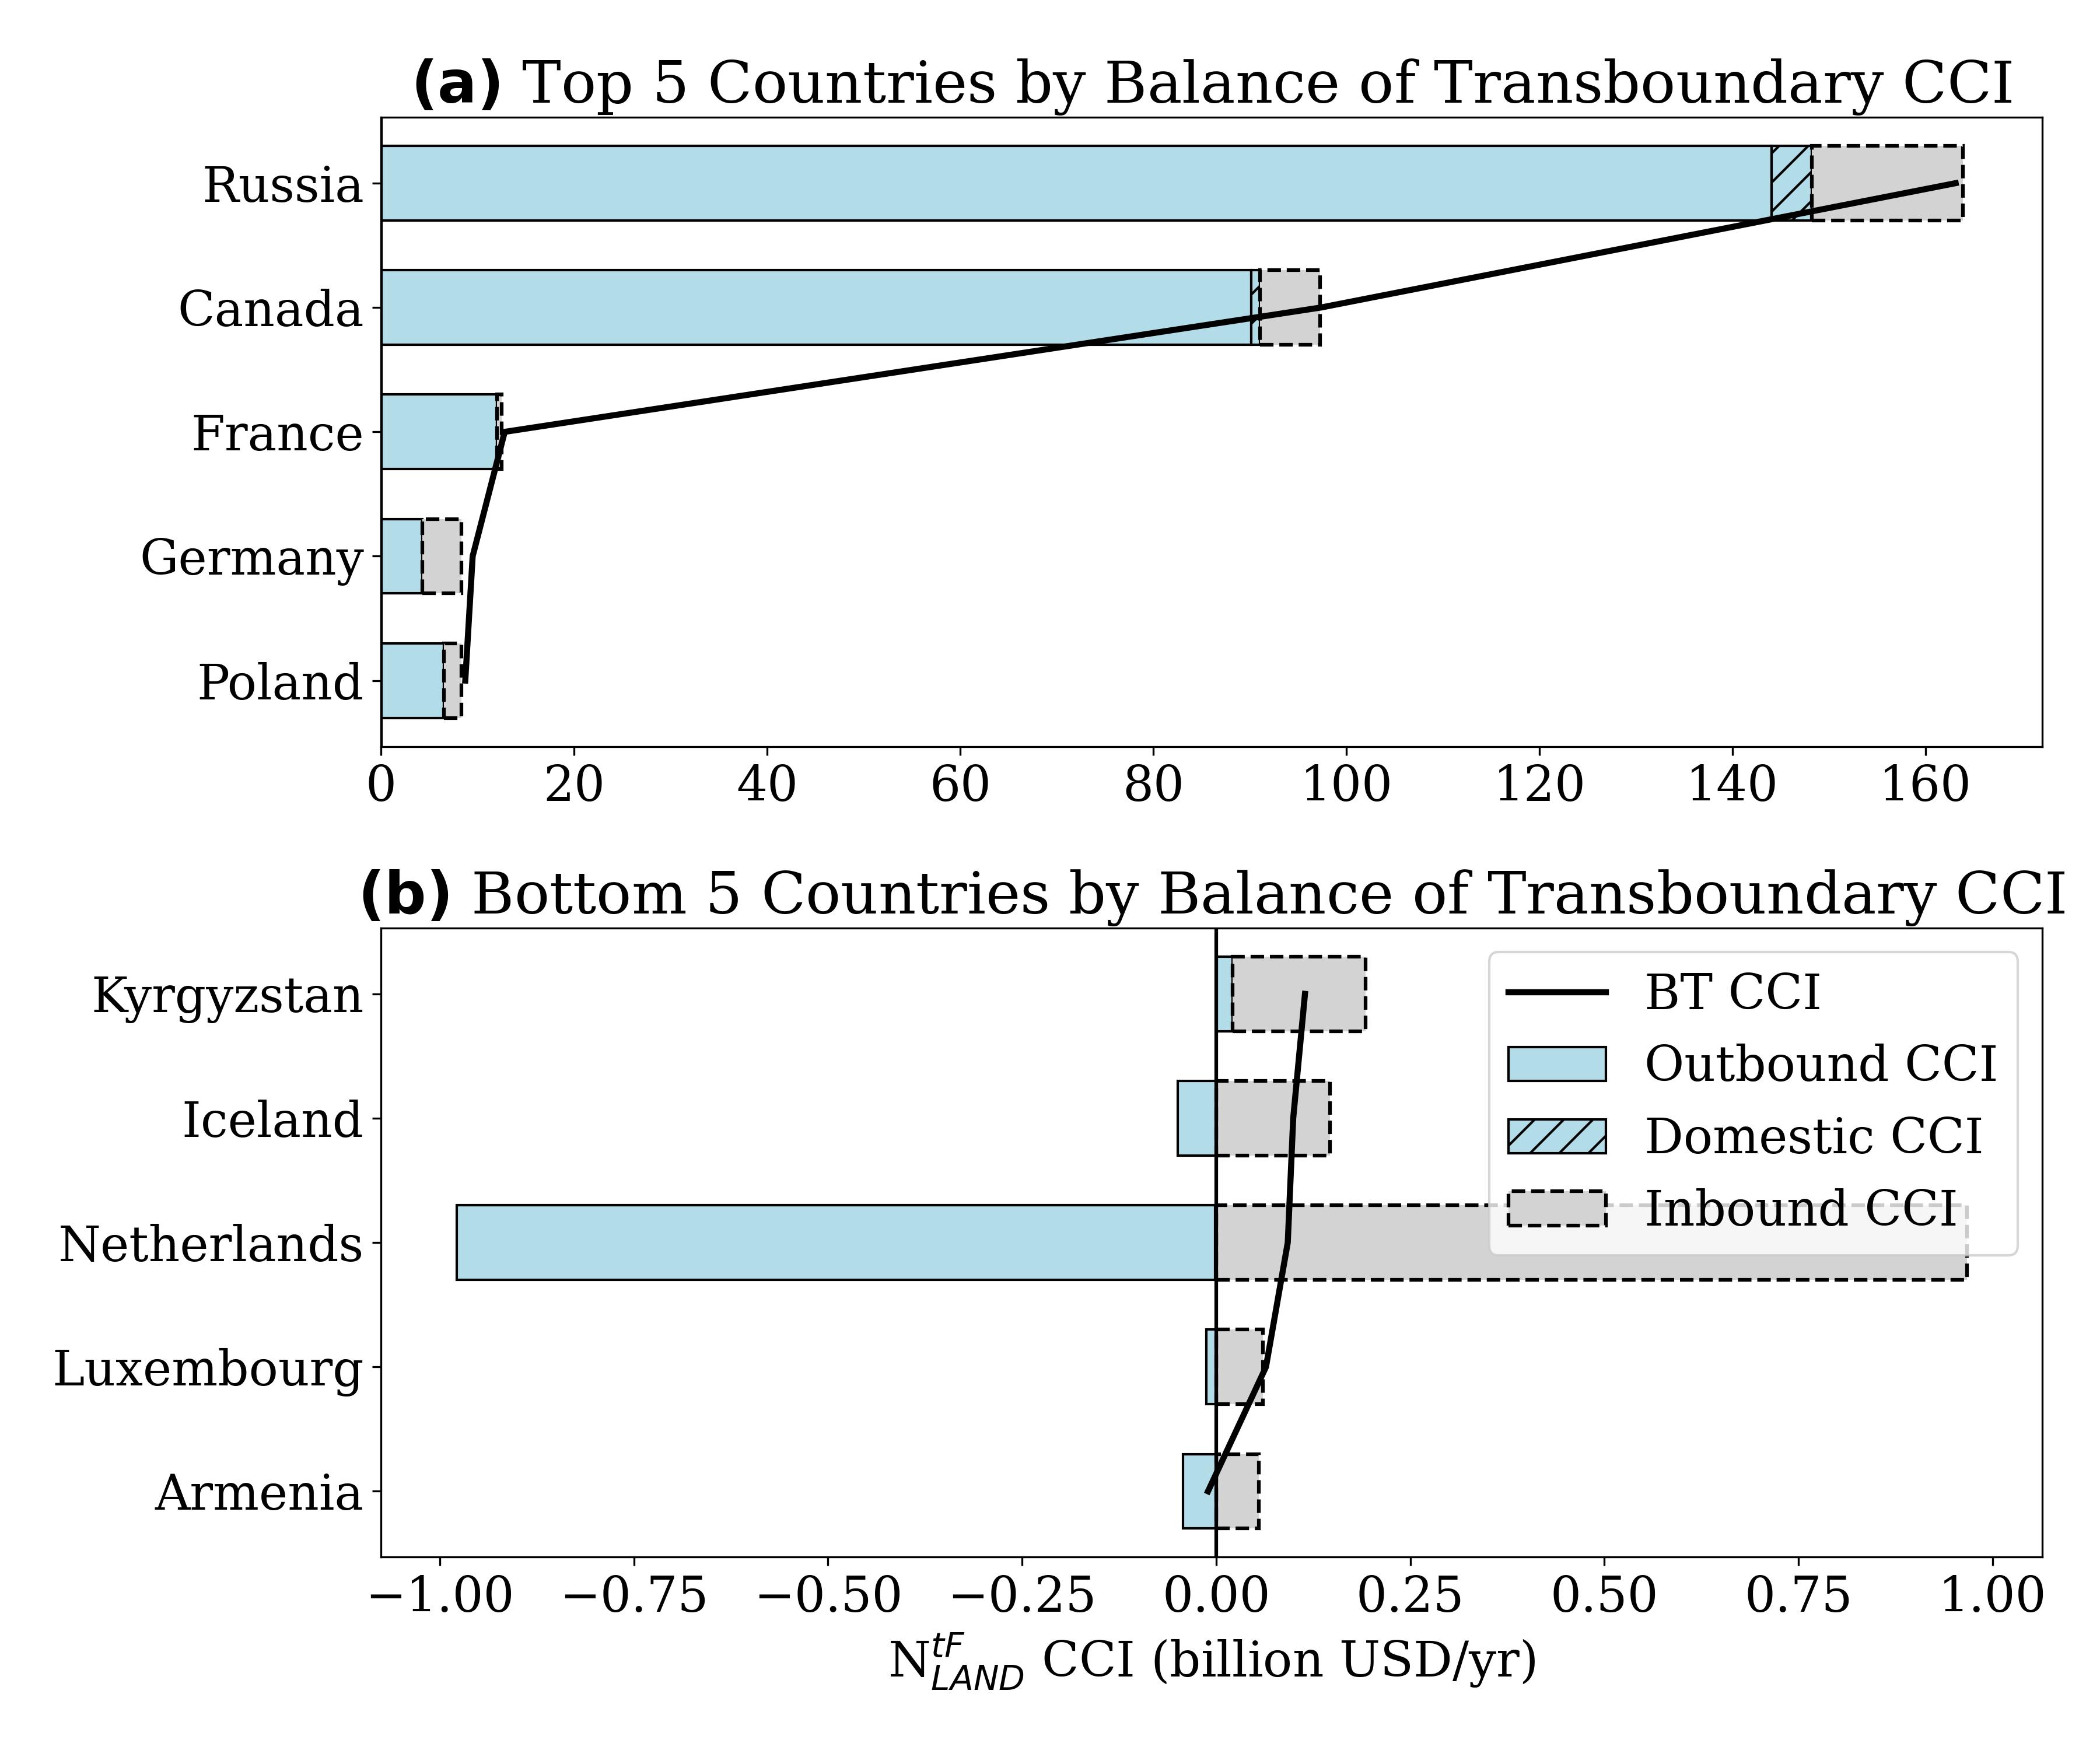 (a) Top 5 Countries by Balance of Transboundary CCI
Russia
Canada
France
Germany
Poland
0 20 40 60 80 100 120 140 160
(b) Bottom 5 Countries by Balance of Transboundary CCI
Kyrgyzstan
Iceland
Netherlands
Luxembourg
Armenia
BT CCI
Outbound CCI
Domestic CCI
Inbound CCI
−1.00 −0.75 −0.50 −0.25 0.00 0.25 0.50 0.75 1.00
N$^{tF}_{LAND}$ CCI (billion USD/yr)